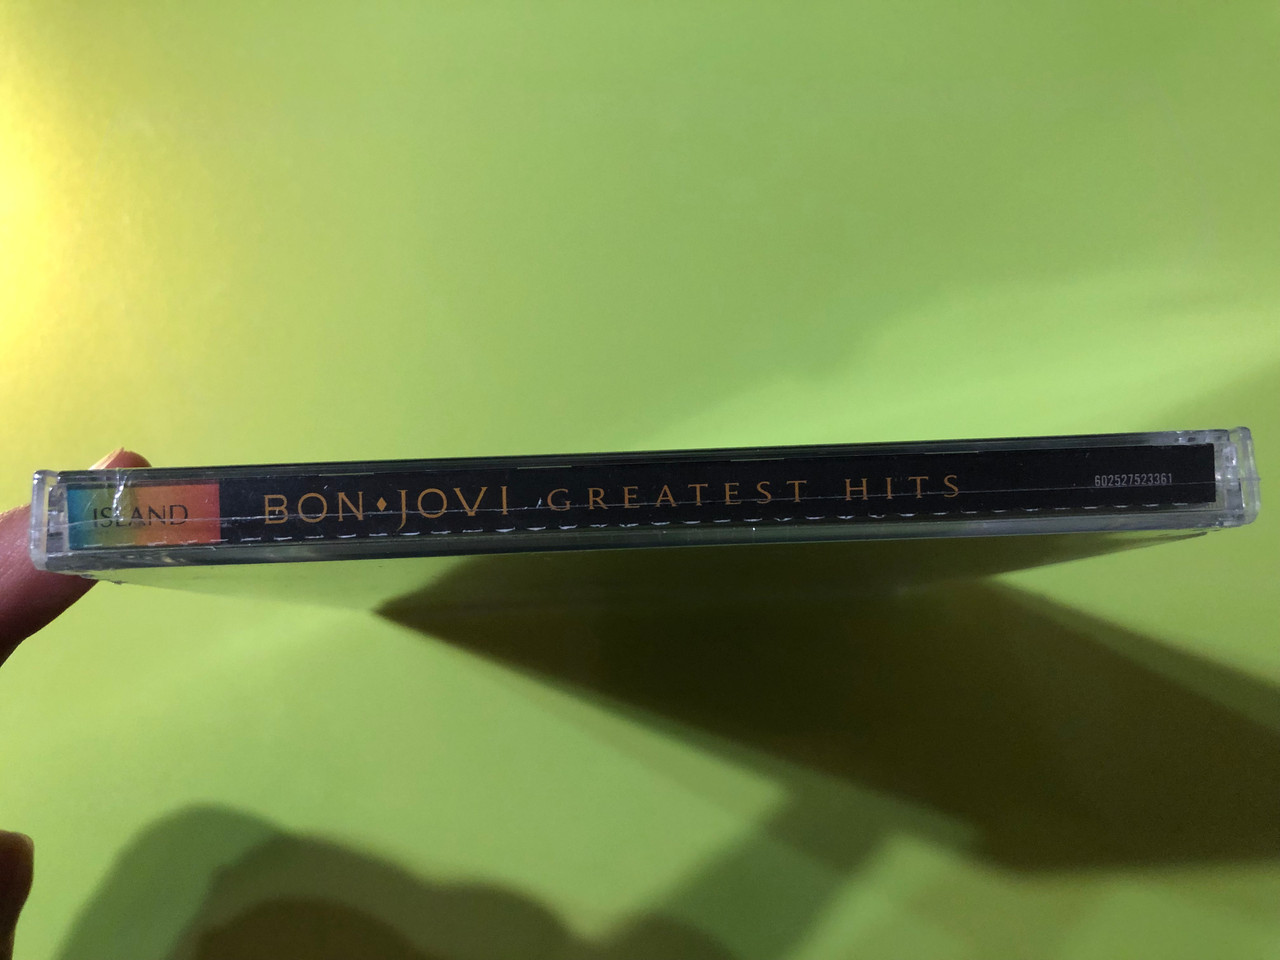 ISLAND BON♦JOVI GREATEST HITS 602527523361